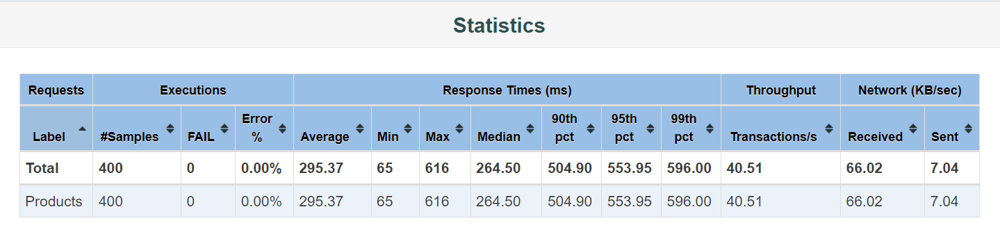 Statistics
Requests Executions Response Times (ms) Throughput Network (KB/sec)
Label #Samples FAIL Error % Average Min Max Median 90th pct 95th pct 99th pct Transactions/s Received Sent
Total 400 0 0.00% 295.37 65 616 264.50 504.90 553.95 596.00 40.51 66.02 7.04
Products 400 0 0.00% 295.37 65 616 264.50 504.90 553.95 596.00 40.51 66.02 7.04